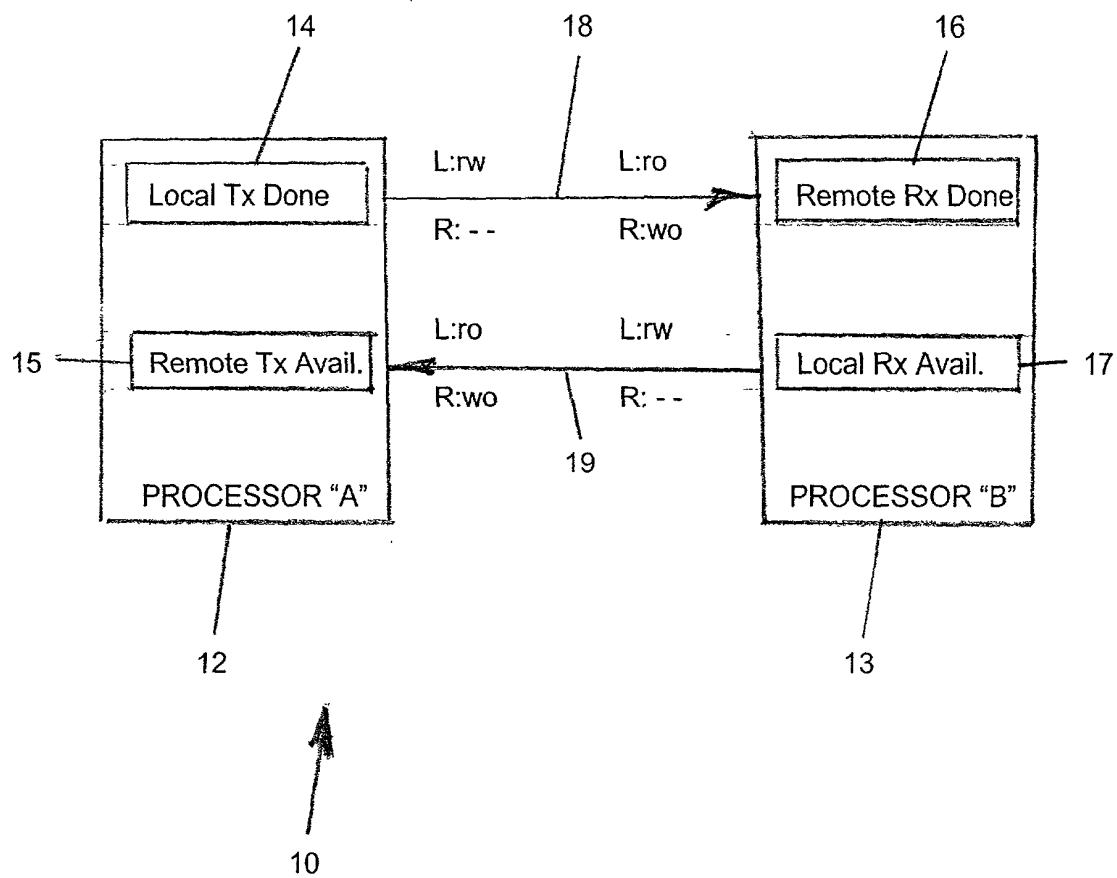 14 18 16
L:rw L:ro
Local Tx Done Remote Rx Done
R: - - R:wo
L:ro L:rw
15 Remote Tx Avail. Local Rx Avail. 17
R:wo R: - -
19
PROCESSOR “A” PROCESSOR “B”
12 13
10